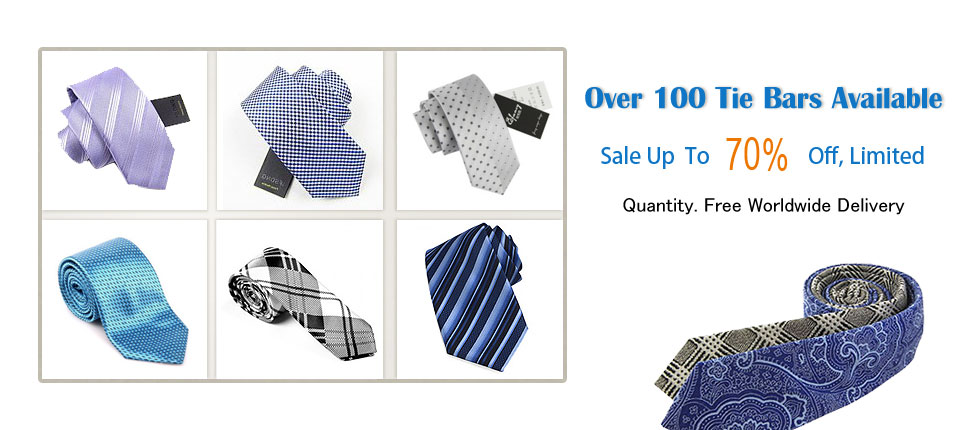 Over 100 Tie Bars Available
Sale Up To 70% Off, Limited
Quantity. Free Worldwide Delivery